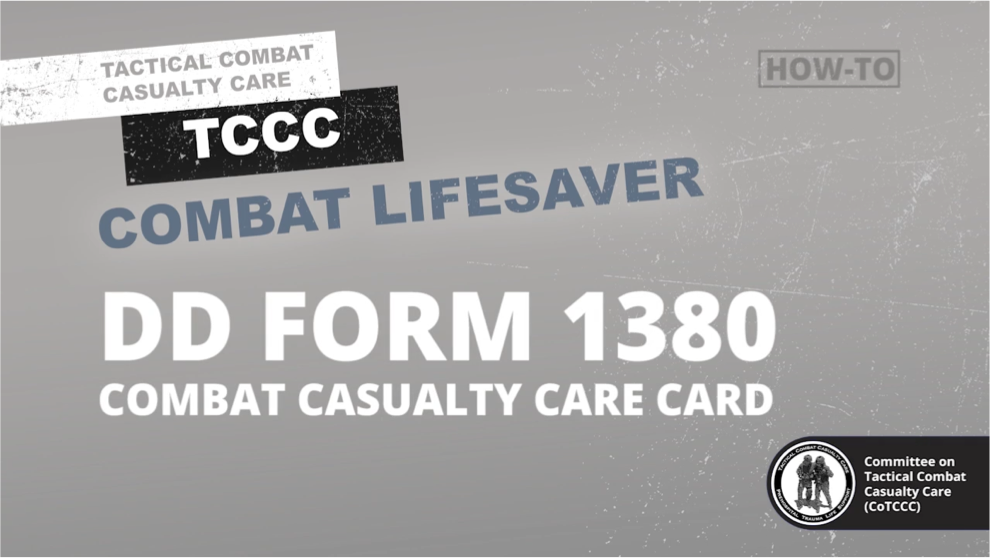 TACTICAL COMBAT
CASUALTY CARE
TCCC
HOW-TO
COMBAT LIFESAVER
DD FORM 1380
COMBAT CASUALTY CARE CARD
TACTICAL COMBAT CASUALTY CARE
PREHOSPITAL TRAUMA LIFE SUPPORT
Committee on
Tactical Combat
Casualty Care
(CoTCCC)